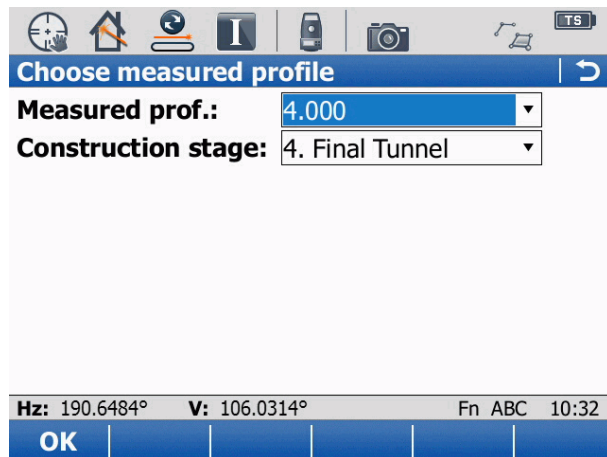 I
TS
Choose measured profile
Measured prof.: 4.000
Construction stage: 4. Final Tunnel
Hz: 190.6484° V: 106.0314° Fn ABC 10:32
OK